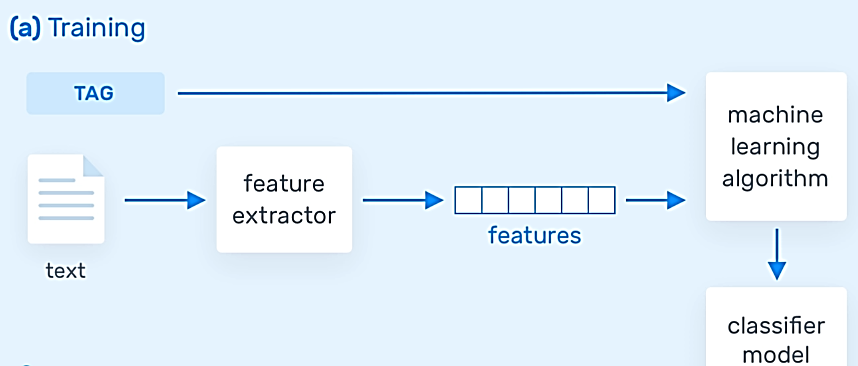 (a) Training
TAG
machine
learning
algorithm
feature
extractor
features
text
classifier
model